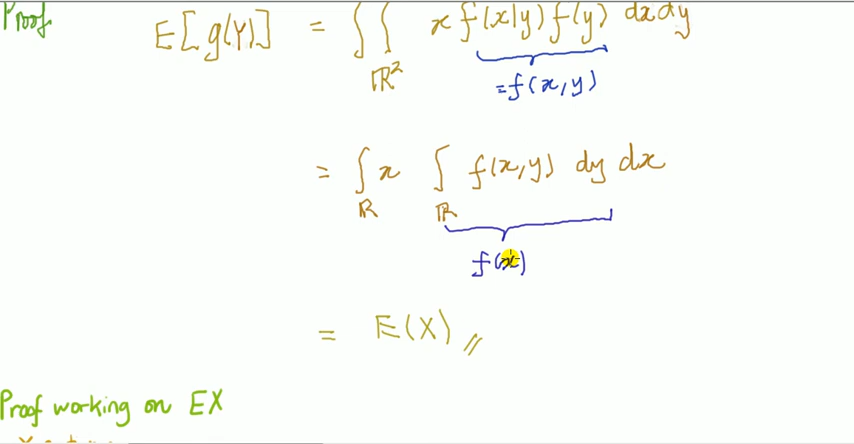 Proof
E[g(Y)] = ∫∫ x f(x|y) f(y) dx dy
ℝ²
= f(x,y)
= ∫ x ∫ f(x,y) dy dx
ℝ ℝ
f(x)
= E(X) //
Proof working on EX